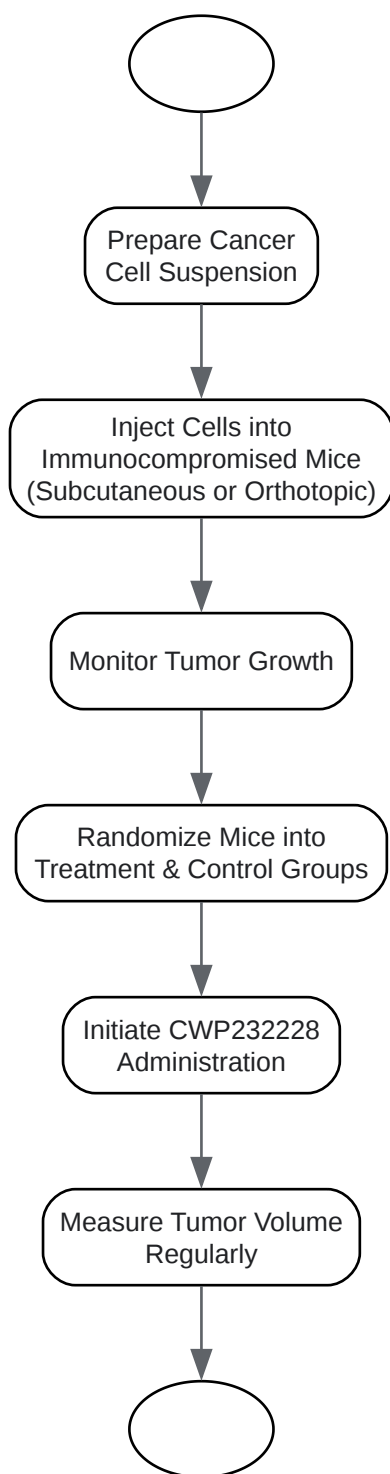 Prepare Cancer
Cell Suspension
Inject Cells into
Immunocompromised Mice
(Subcutaneous or Orthotopic)
Monitor Tumor Growth
Randomize Mice into
Treatment & Control Groups
Initiate CWP232228
Administration
Measure Tumor Volume
Regularly